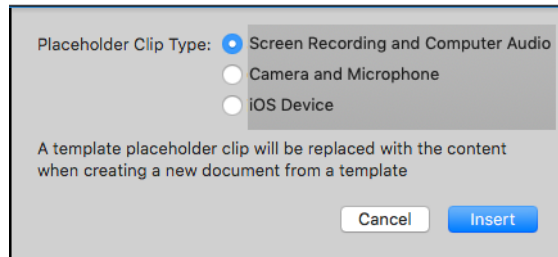 Placeholder Clip Type: Screen Recording and Computer Audio
Camera and Microphone
iOS Device
A template placeholder clip will be replaced with the content
when creating a new document from a template
Cancel Insert